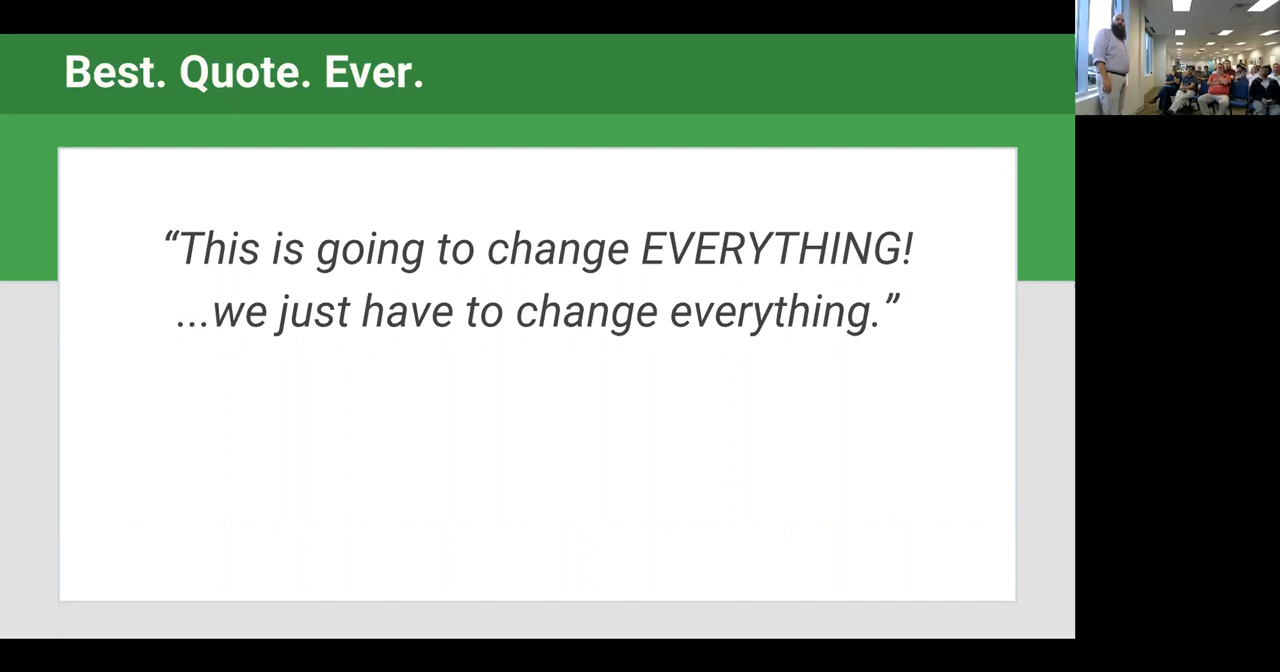 Best. Quote. Ever.
“This is going to change EVERYTHING!
...we just have to change everything.”